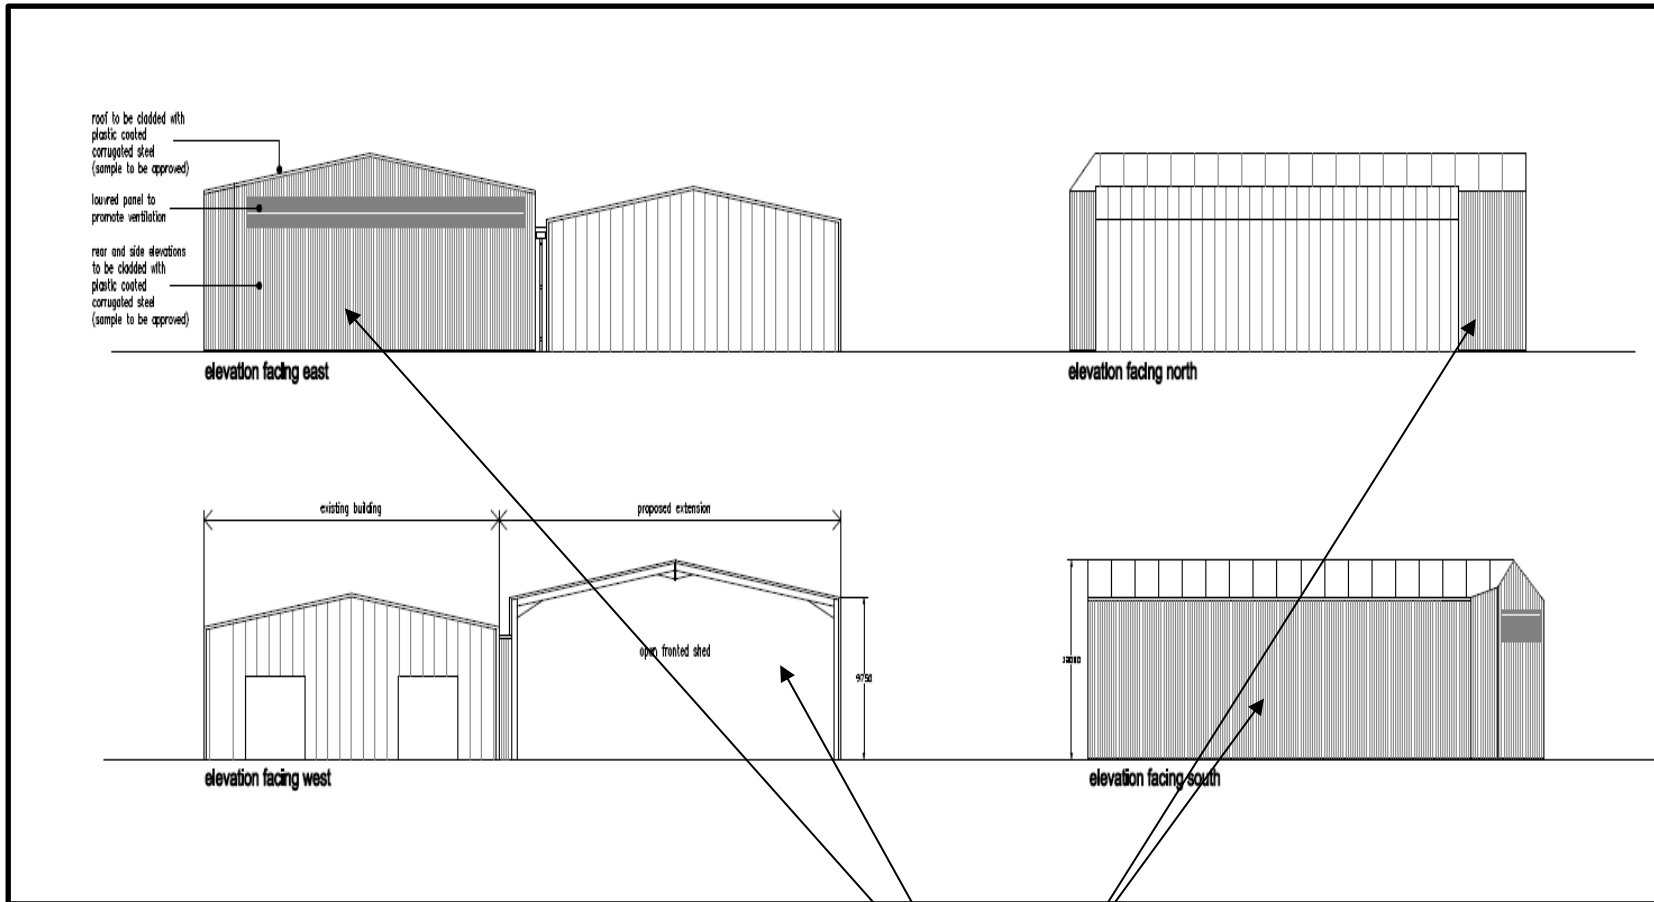 roof to be cladded with
plastic coated
corrugated steel
(sample to be approved)
louvred panel to
promote ventilation
rear and side elevations
to be cladded with
plastic coated
corrugated steel
(sample to be approved)
elevation facing east
elevation facing north
existing building
proposed extension
open fronted shed
9750
elevation facing west
elevation facing south